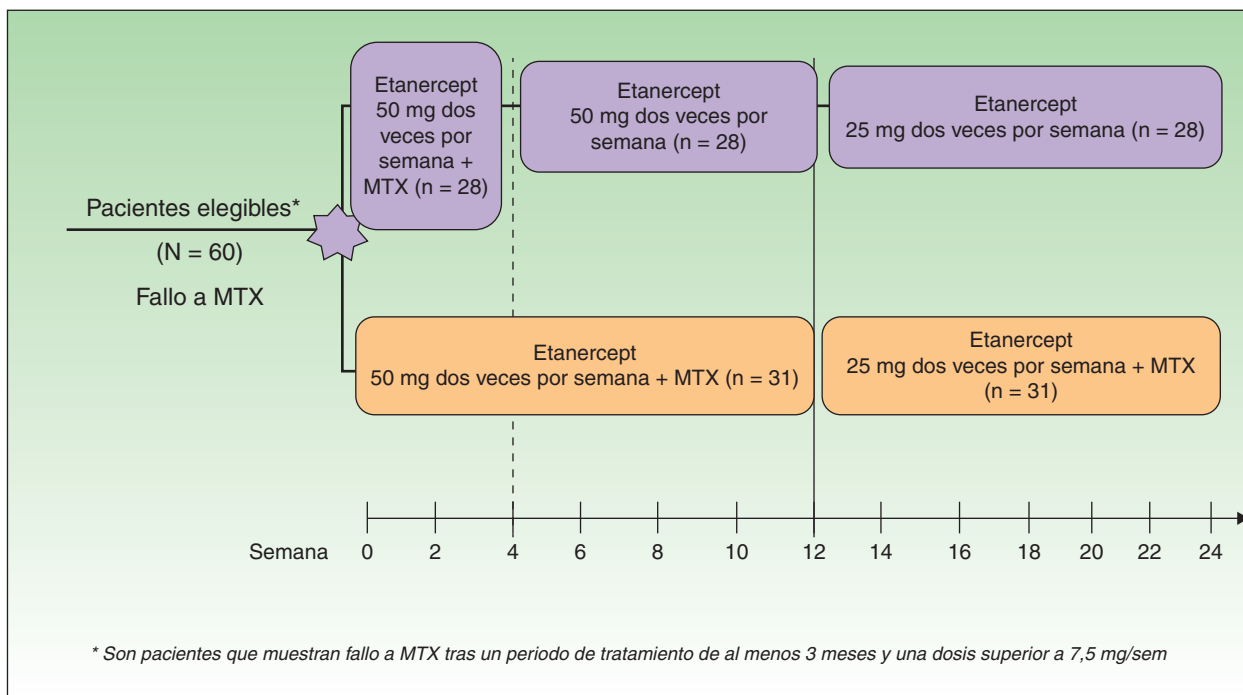 Etanercept
50 mg dos
veces por
semana +
MTX (n = 28)
Etanercept
50 mg dos veces por
semana (n = 28)
Etanercept
25 mg dos veces por semana (n = 28)
Pacientes elegibles*
(N = 60)
Fallo a MTX
Etanercept
50 mg dos veces por semana + MTX (n = 31)
Etanercept
25 mg dos veces por semana + MTX
(n = 31)
Semana 0 2 4 6 8 10 12 14 16 18 20 22 24
* Son pacientes que muestran fallo a MTX tras un periodo de tratamiento de al menos 3 meses y una dosis superior a 7,5 mg/sem